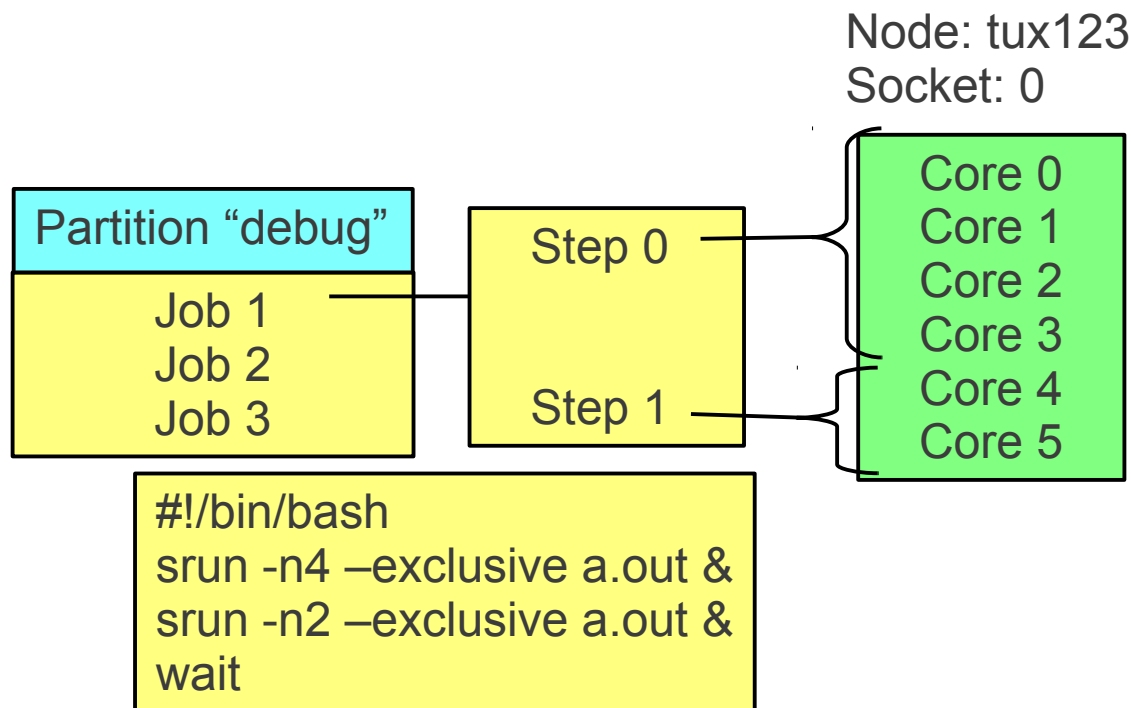 Node: tux123
Socket: 0
Partition “debug”
Job 1
Job 2
Job 3
Step 0
Step 1
Core 0
Core 1
Core 2
Core 3
Core 4
Core 5
#!/bin/bash
srun -n4 –exclusive a.out &
srun -n2 –exclusive a.out &
wait